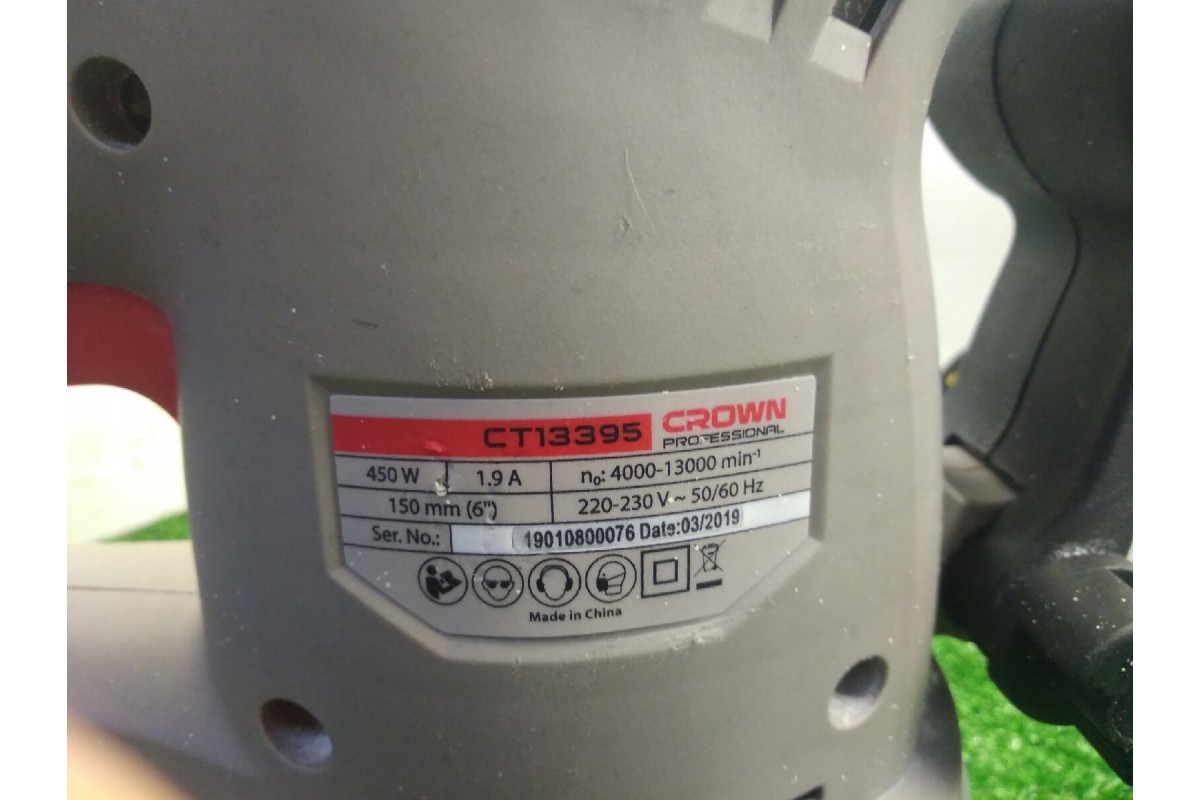 CT13395 CROWN
PROFESSIONAL
450 W 1.9 A n₀: 4000-13000 min⁻¹
150 mm (6") 220-230 V ~ 50/60 Hz
Ser. No.: 19010800076 Date:03/2019
Made in China